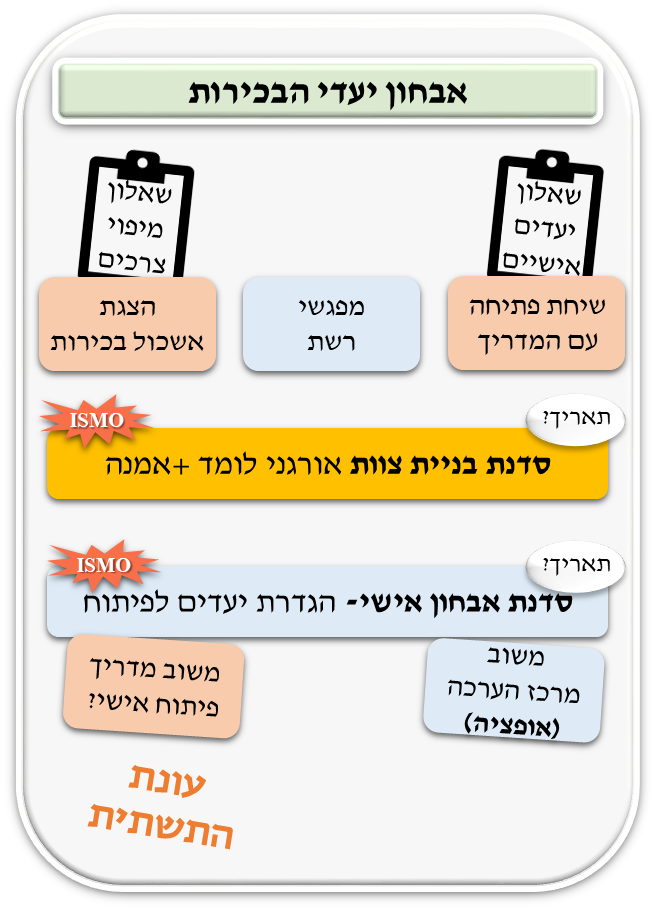 אבחון יעדי הבכירות
שאלון
יעדים
אישיים
שאלון
מיפוי
צרכים
שיחת פתיחה
עם המדריך
מפגשי
רשת
הצגת
אשכול בכירות
תאריך?
ISMO
סדנת בניית צוות אורגני לומד +אמנה
תאריך?
ISMO
סדנת אבחון אישי- הגדרת יעדים לפיתוח
משוב
מרכז הערכה
(אופציה)
משוב מדריך
פיתוח אישי?
עונת
התשתית